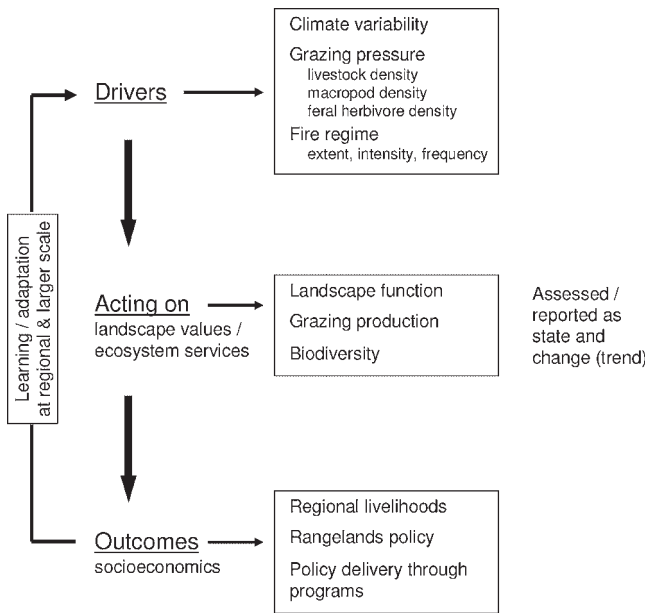 Climate variability
Grazing pressure
livestock density
macropod density
feral herbivore density
Fire regime
extent, intensity, frequency
Drivers
Learning / adaptation
at regional & larger scale
Acting on
landscape values /
ecosystem services
Landscape function
Grazing production
Biodiversity
Assessed /
reported as
state and
change (trend)
Outcomes
socioeconomics
Regional livelihoods
Rangelands policy
Policy delivery through
programs